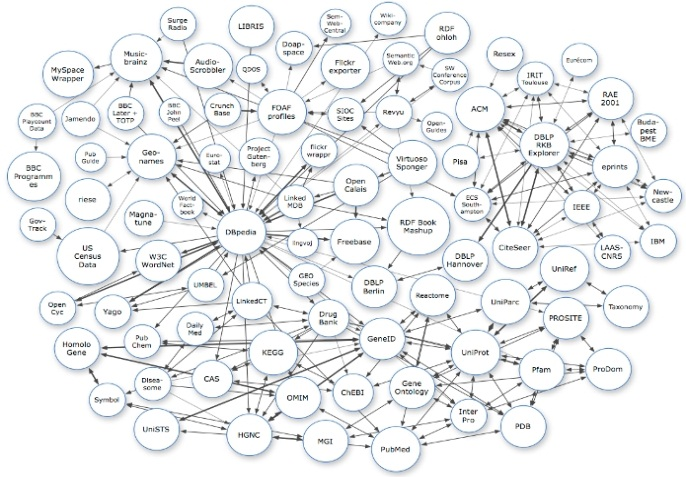 Surge
Radio
LIBRIS
Sem-
Web-
Central
Wiki-
company
RDF
ohloh
Music-
brainz
Doap-
space
MySpace
Wrapper
Audio-
Scrobbler
QDOS
Flickr
exporter
Semantic
Web.org
SW
Conference
Corpus
Resex
IRIT
Toulouse
Eurécom
RAE
2001
BBC
Playcount
Data
Jamendo
BBC
Later +
TOTP
BBC
John
Peel
Crunch
Base
FOAF
profiles
SIOC
Sites
Revyu
Open-
Guides
ACM
Buda-
pest
BME
DBLP
RKB
Explorer
Pub
Guide
Geo-
names
Euro-
stat
Project
Guten-
berg
flickr
wrappr
Virtuoso
Sponger
Pisa
eprints
BBC
Programm
es
riese
World
Fact-
book
Linked
MDB
Open
Calais
ECS
South-
ampton
IEEE
New-
castle
Gov-
Track
Magna-
tune
DBpedia
RDF Book
Mashup
US
Census
Data
W3C
WordNet
lingvoj
Freebase
CiteSeer
LAAS-
CNRS
IBM
DBLP
Hannover
UniRef
UMBEL
GEO
Species
DBLP
Berlin
Open
Cyc
Yago
LinkedCT
Reactome
UniParc
Taxonomy
Drug
Bank
PROSITE
Daily
Med
Pub
Chem
Homolo
Gene
KEGG
GeneID
UniProt
Pfam
ProDom
Disea-
some
CAS
ChEBI
Gene
Ontology
Symbol
OMIM
Inter
Pro
UniSTS
HGNC
MGI
PubMed
PDB